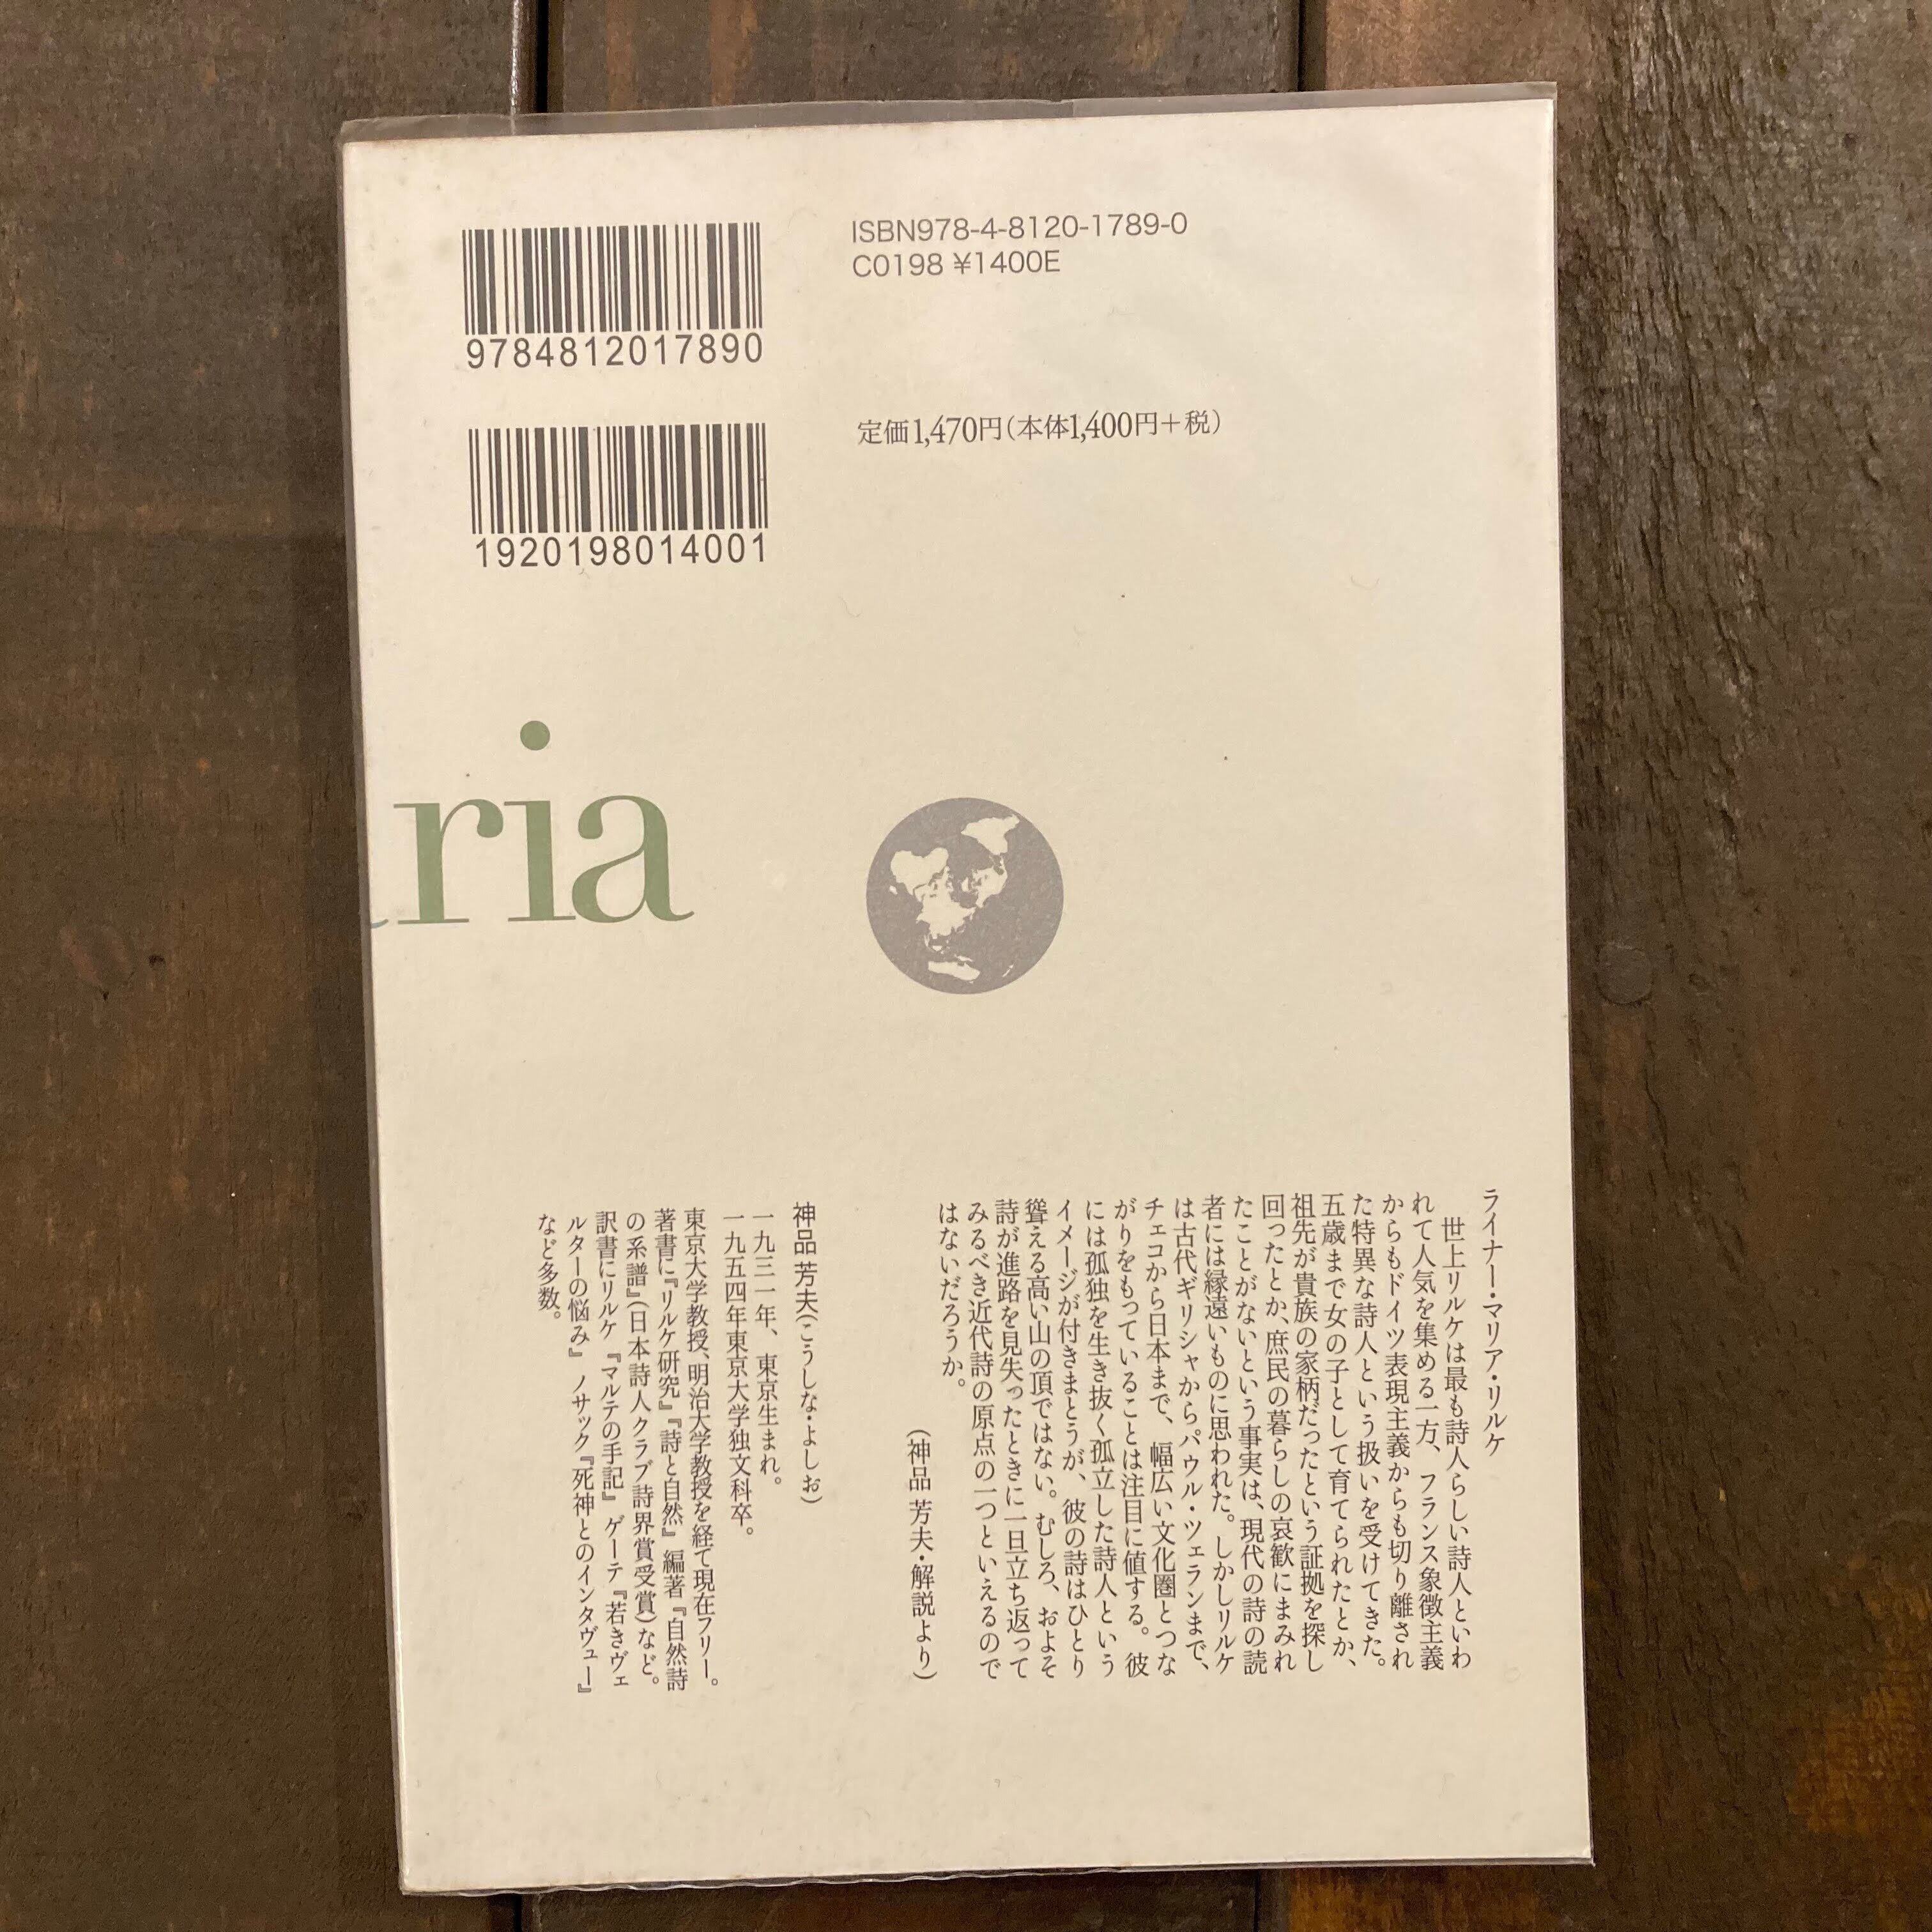 ISBN978-4-8120-1789-0
C0198 ¥1400E
9784812017890
定価1,470円(本体1,400円+税)
1920198014001
ria
ライナー・マリア・リルケ
世上リルケは最も詩人らしい詩人といわ
れて人気を集める一方、フランス象徴主義
からもドイツ表現主義からも切り離され
た特異な詩人という扱いを受けてきた。
五歳まで女の子として育てられたとか、
祖先が貴族の家柄だったという証拠を探し
回ったとか、庶民の暮らしの哀歓にまみれ
たことがないという事実は、現代の詩の読
者には縁遠いものに思われた。しかしリルケ
は古代ギリシャからパウル・ツェランまで、
チェコから日本まで、幅広い文化圏とつな
がりをもっていることは注目に値する。彼
には孤独を生き抜く孤立した詩人という
イメージが付きまとうが、彼の詩はひとり
聳える高い山の頂ではない。むしろ、およそ
詩が進路を見失ったときに一旦立ち返って
みるべき近代詩の原点の一つといえるので
はないだろうか。
(神品 芳夫・解説より)
神品 芳夫(こうしな・よしお)
一九三一年、東京生まれ。
一九五四年東京大学独文科卒。
東京大学教授、明治大学教授を経て現在フリー。
著書に『リルケ研究』『詩と自然』編著『自然詩
の系譜』(日本詩人クラブ詩界賞受賞)など。
訳書にリルケ『マルテの手記』ゲーテ『若きヴェ
ルターの悩み』ノサック『死神とのインタヴュー』
など多数。